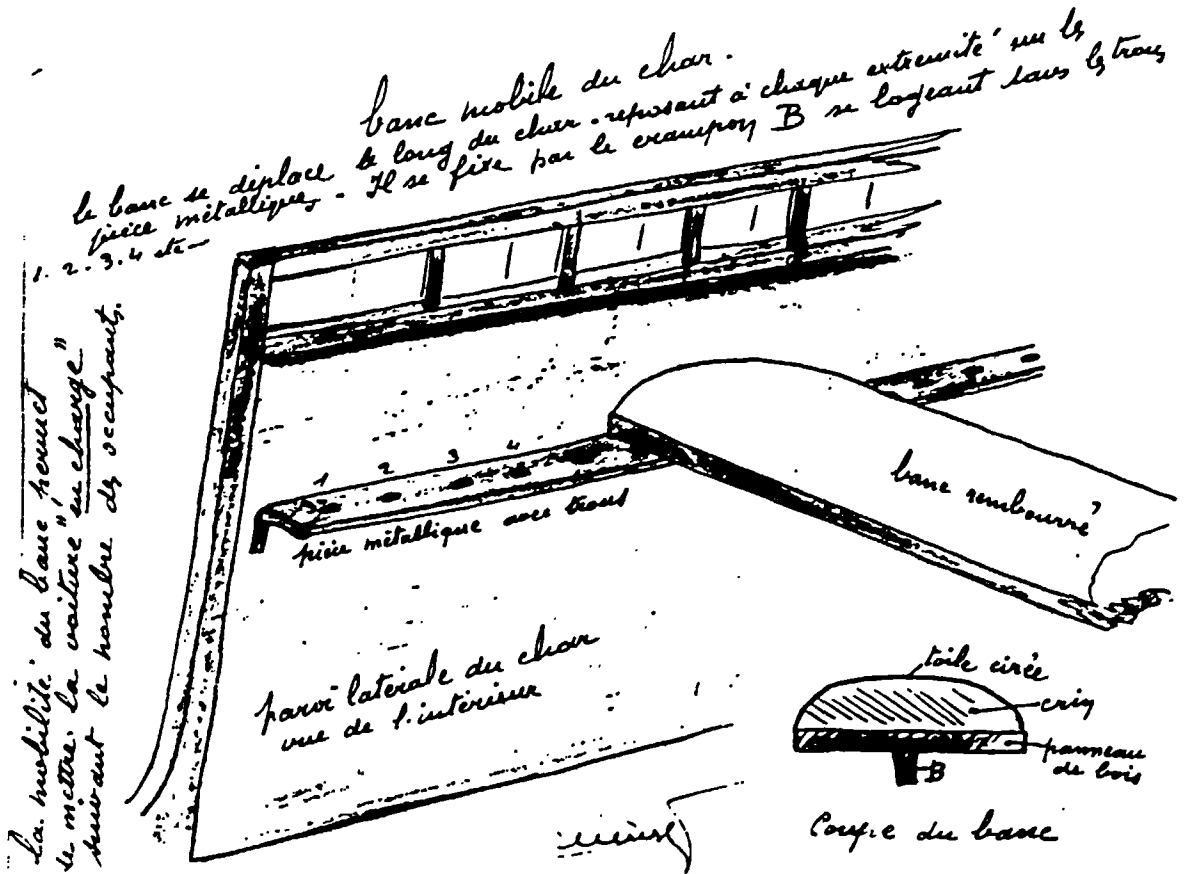 banc mobile du char.
le banc se déplace le long du char. reposant à chaque extremité sur les
pièce métalliques - Il se fixe par le crampon B se logeant dans les trous
1. 2. 3. 4 etc -
La mobilité du banc permet
de mettre la voiture "en charge"
suivant le nombre des occupants.
1 2 3 4
pièce métallique avec trous
banc rembourré
paroi latérale du char
vue de l'intérieur
toile cirée
crin
panneau
de bois
B
Coupe du banc